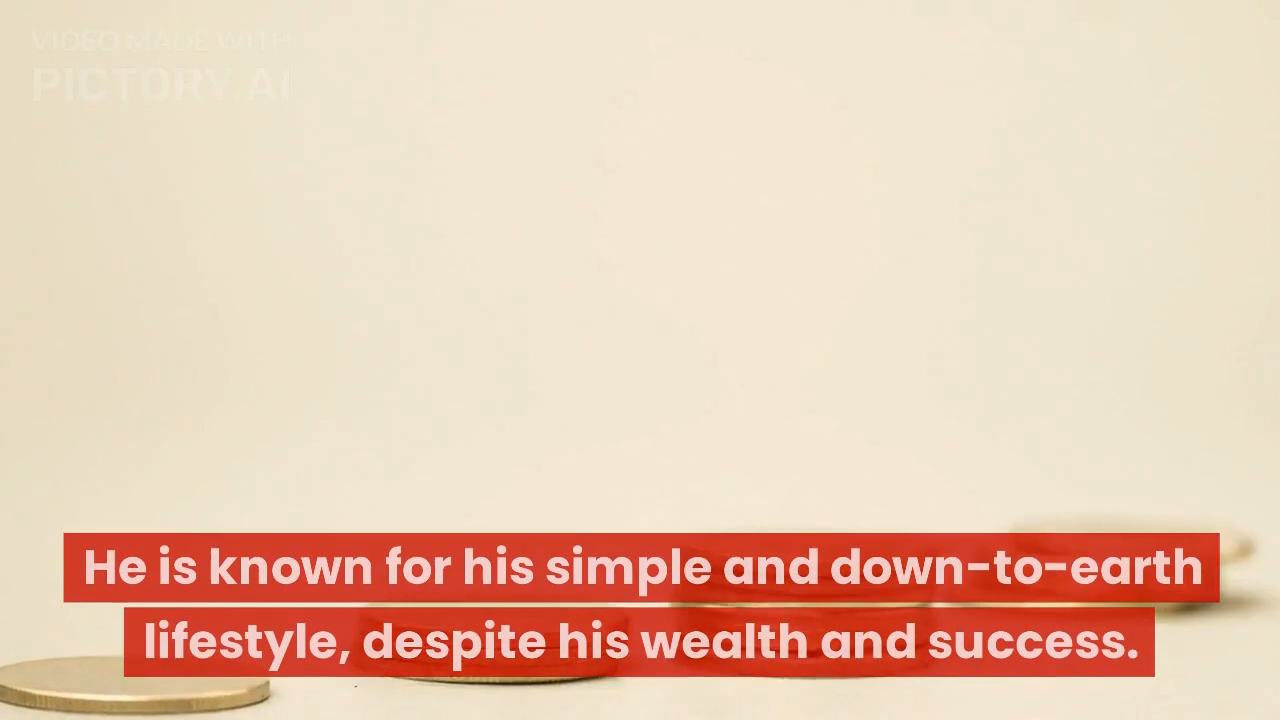 VIDEO MADE WITH
PICTORY.AI
He is known for his simple and down-to-earth
lifestyle, despite his wealth and success.